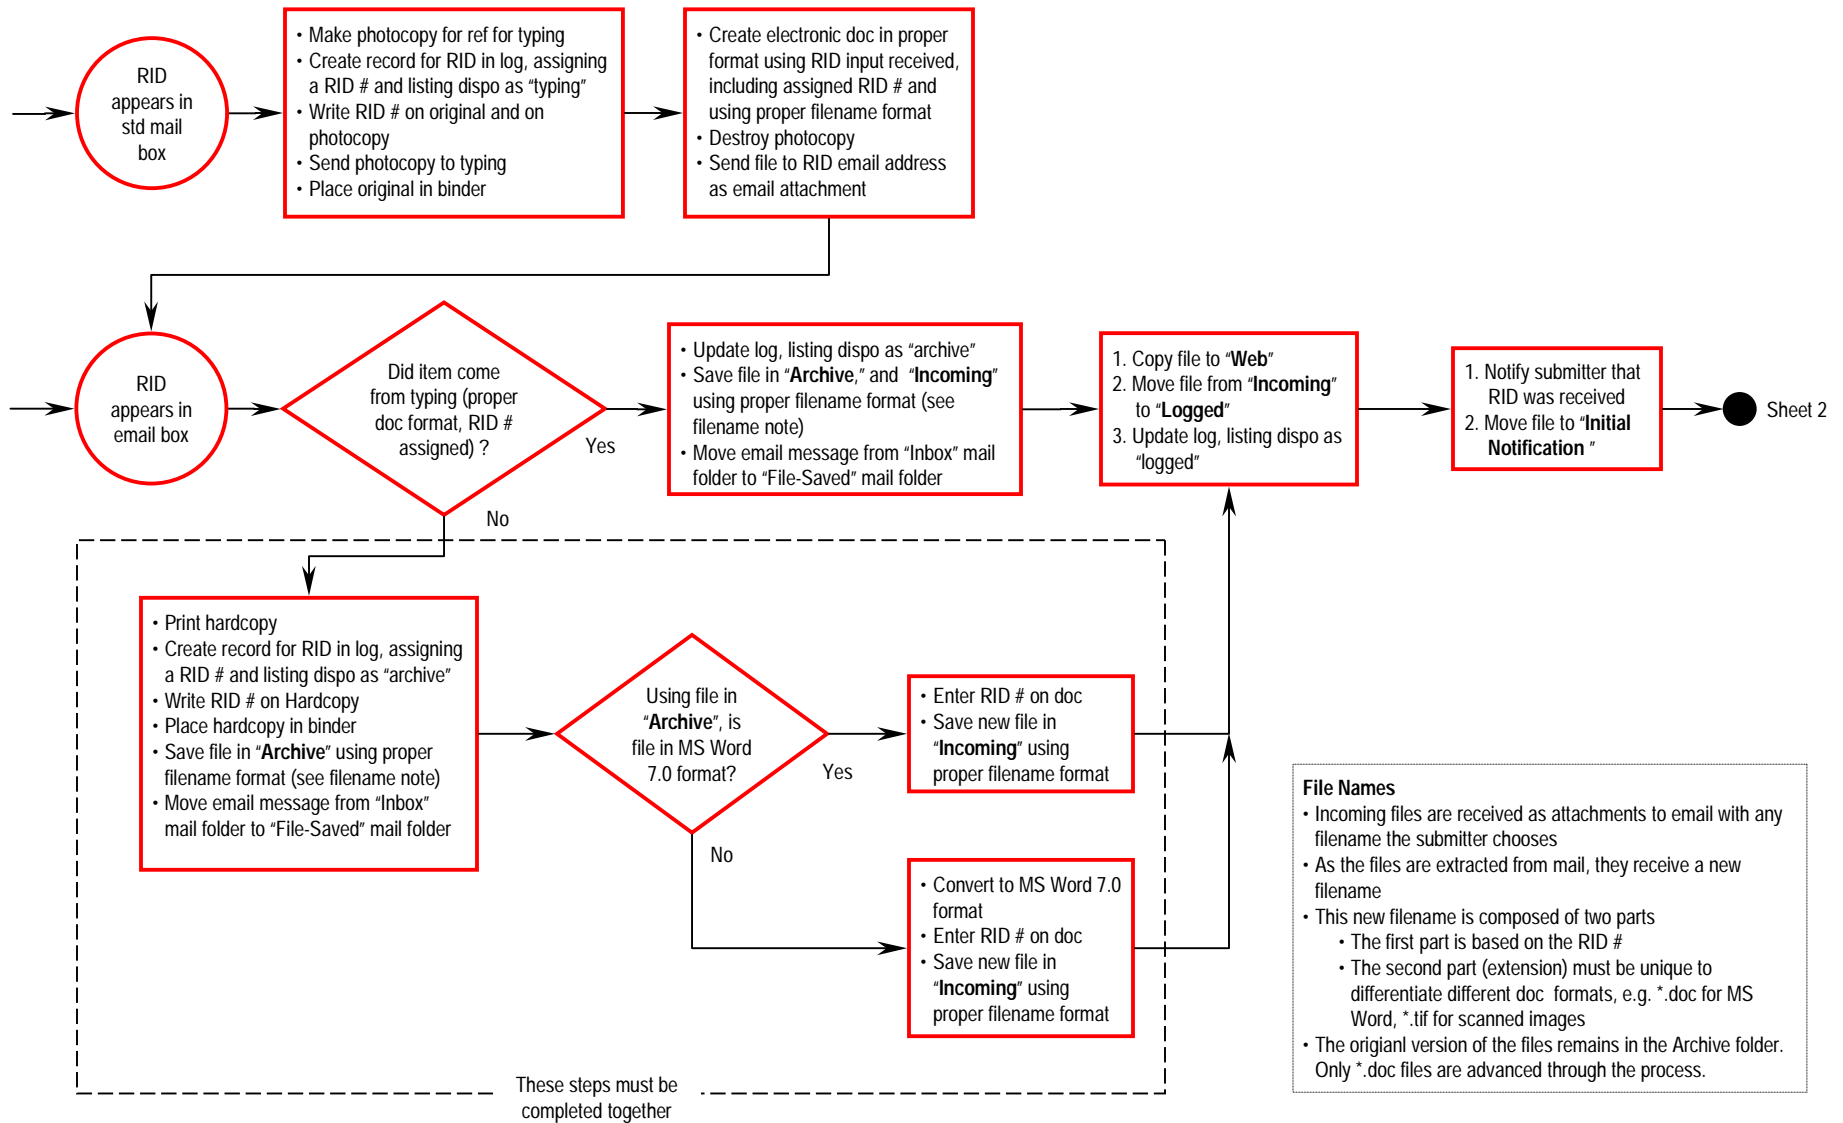 RID
appears in
std mail
box
• Make photocopy for ref for typing
• Create record for RID in log, assigning
a RID # and listing dispo as “typing”
• Write RID # on original and on
photocopy
• Send photocopy to typing
• Place original in binder
• Create electronic doc in proper
format using RID input received,
including assigned RID # and
using proper filename format
• Destroy photocopy
• Send file to RID email address
as email attachment
RID
appears in
email box
Did item come
from typing (proper
doc format, RID #
assigned) ?
Yes
No
• Update log, listing dispo as “archive”
• Save file in “Archive,” and “Incoming”
using proper filename format (see
filename note)
• Move email message from “Inbox” mail
folder to “File-Saved” mail folder
1. Copy file to “Web”
2. Move file from “Incoming”
to “Logged”
3. Update log, listing dispo as
“logged”
1. Notify submitter that
RID was received
2. Move file to “Initial
Notification ”
Sheet 2
• Print hardcopy
• Create record for RID in log, assigning
a RID # and listing dispo as “archive”
• Write RID # on Hardcopy
• Place hardcopy in binder
• Save file in “Archive” using proper
filename format (see filename note)
• Move email message from “Inbox”
mail folder to “File-Saved” mail folder
Using file in
“Archive”, is
file in MS Word
7.0 format?
Yes
No
• Enter RID # on doc
• Save new file in
“Incoming” using
proper filename format
• Convert to MS Word 7.0
format
• Enter RID # on doc
• Save new file in
“Incoming” using
proper filename format
These steps must be
completed together
File Names
• Incoming files are received as attachments to email with any
filename the submitter chooses
• As the files are extracted from mail, they receive a new
filename
• This new filename is composed of two parts
• The first part is based on the RID #
• The second part (extension) must be unique to
differentiate different doc formats, e.g. *.doc for MS
Word, *.tif for scanned images
• The origianl version of the files remains in the Archive folder.
Only *.doc files are advanced through the process.